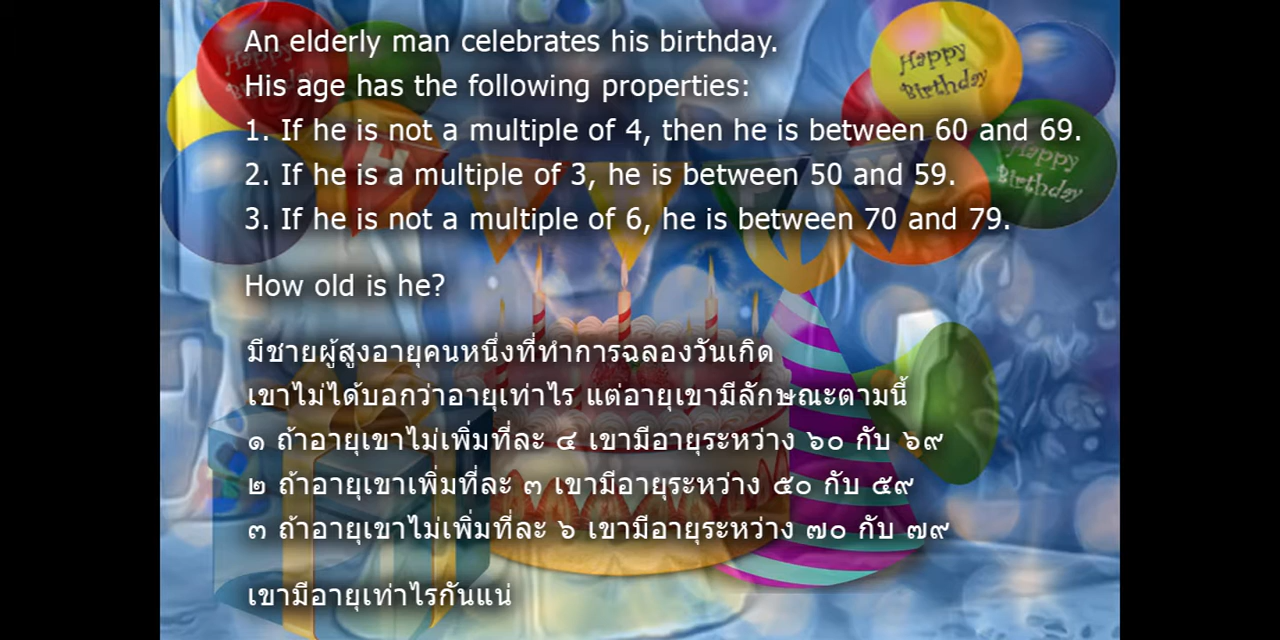 An elderly man celebrates his birthday.
His age has the following properties:
1. If he is not a multiple of 4, then he is between 60 and 69.
2. If he is a multiple of 3, he is between 50 and 59.
3. If he is not a multiple of 6, he is between 70 and 79.
How old is he?
มีชายผู้สูงอายุคนหนึ่งที่ทำการฉลองวันเกิด
เขาไม่ได้บอกว่าอายุเท่าไร แต่อายุเขามีลักษณะตามนี้
๑ ถ้าอายุเขาไม่เพิ่มที่ละ ๔ เขามีอายุระหว่าง ๖๐ กับ ๖๙
๒ ถ้าอายุเขาเพิ่มที่ละ ๓ เขามีอายุระหว่าง ๕๐ กับ ๕๙
๓ ถ้าอายุเขาไม่เพิ่มที่ละ ๖ เขามีอายุระหว่าง ๗๐ กับ ๗๙
เขามีอายุเท่าไรกันแน่
Happy
Birthday
Happy
Birthday
Happy
Birthday
H